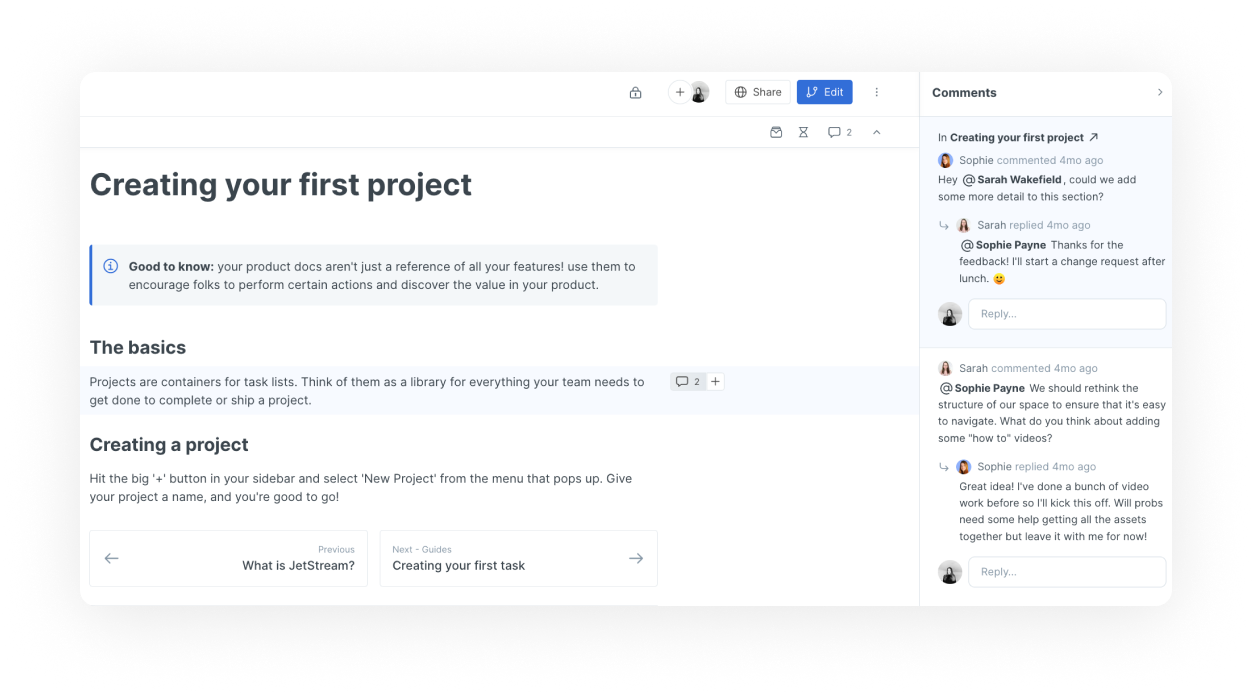 Share
Edit
Comments
2
In Creating your first project
Sophie commented 4mo ago
Hey @Sarah Wakefield, could we add
some more detail to this section?
Sarah replied 4mo ago
@Sophie Payne Thanks for the
feedback! I'll start a change request after
lunch. 🙂
Reply...
Sarah commented 4mo ago
@Sophie Payne We should rethink the
structure of our space to ensure that it's easy
to navigate. What do you think about adding
some "how to" videos?
Sophie replied 4mo ago
Great idea! I've done a bunch of video
work before so I'll kick this off. Will probs
need some help getting all the assets
together but leave it with me for now!
Reply...
Creating your first project
Good to know: your product docs aren't just a reference of all your features! use them to
encourage folks to perform certain actions and discover the value in your product.
The basics
Projects are containers for task lists. Think of them as a library for everything your team needs to
get done to complete or ship a project.
2
Creating a project
Hit the big '+' button in your sidebar and select 'New Project' from the menu that pops up. Give
your project a name, and you're good to go!
Previous
What is JetStream?
Next - Guides
Creating your first task